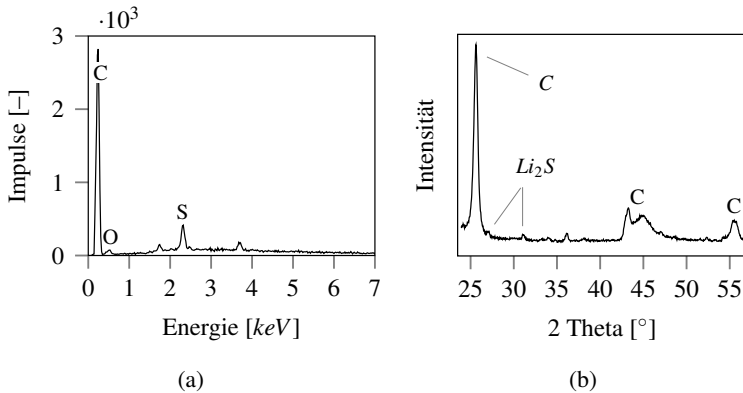 ·10³
3
2
1
0
Impulse [−]
C
O
S
0 1 2 3 4 5 6 7
Energie [keV]
(a)
Intensität
C
Li₂S
C
C
25 30 35 40 45 50 55
2 Theta [°]
(b)